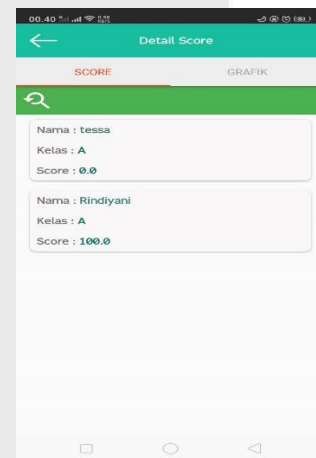 00.40
Detail Score
SCORE
GRAFIK
Nama : tessa
Kelas : A
Score : 0.0
Nama : Rindiyani
Kelas : A
Score : 100.0